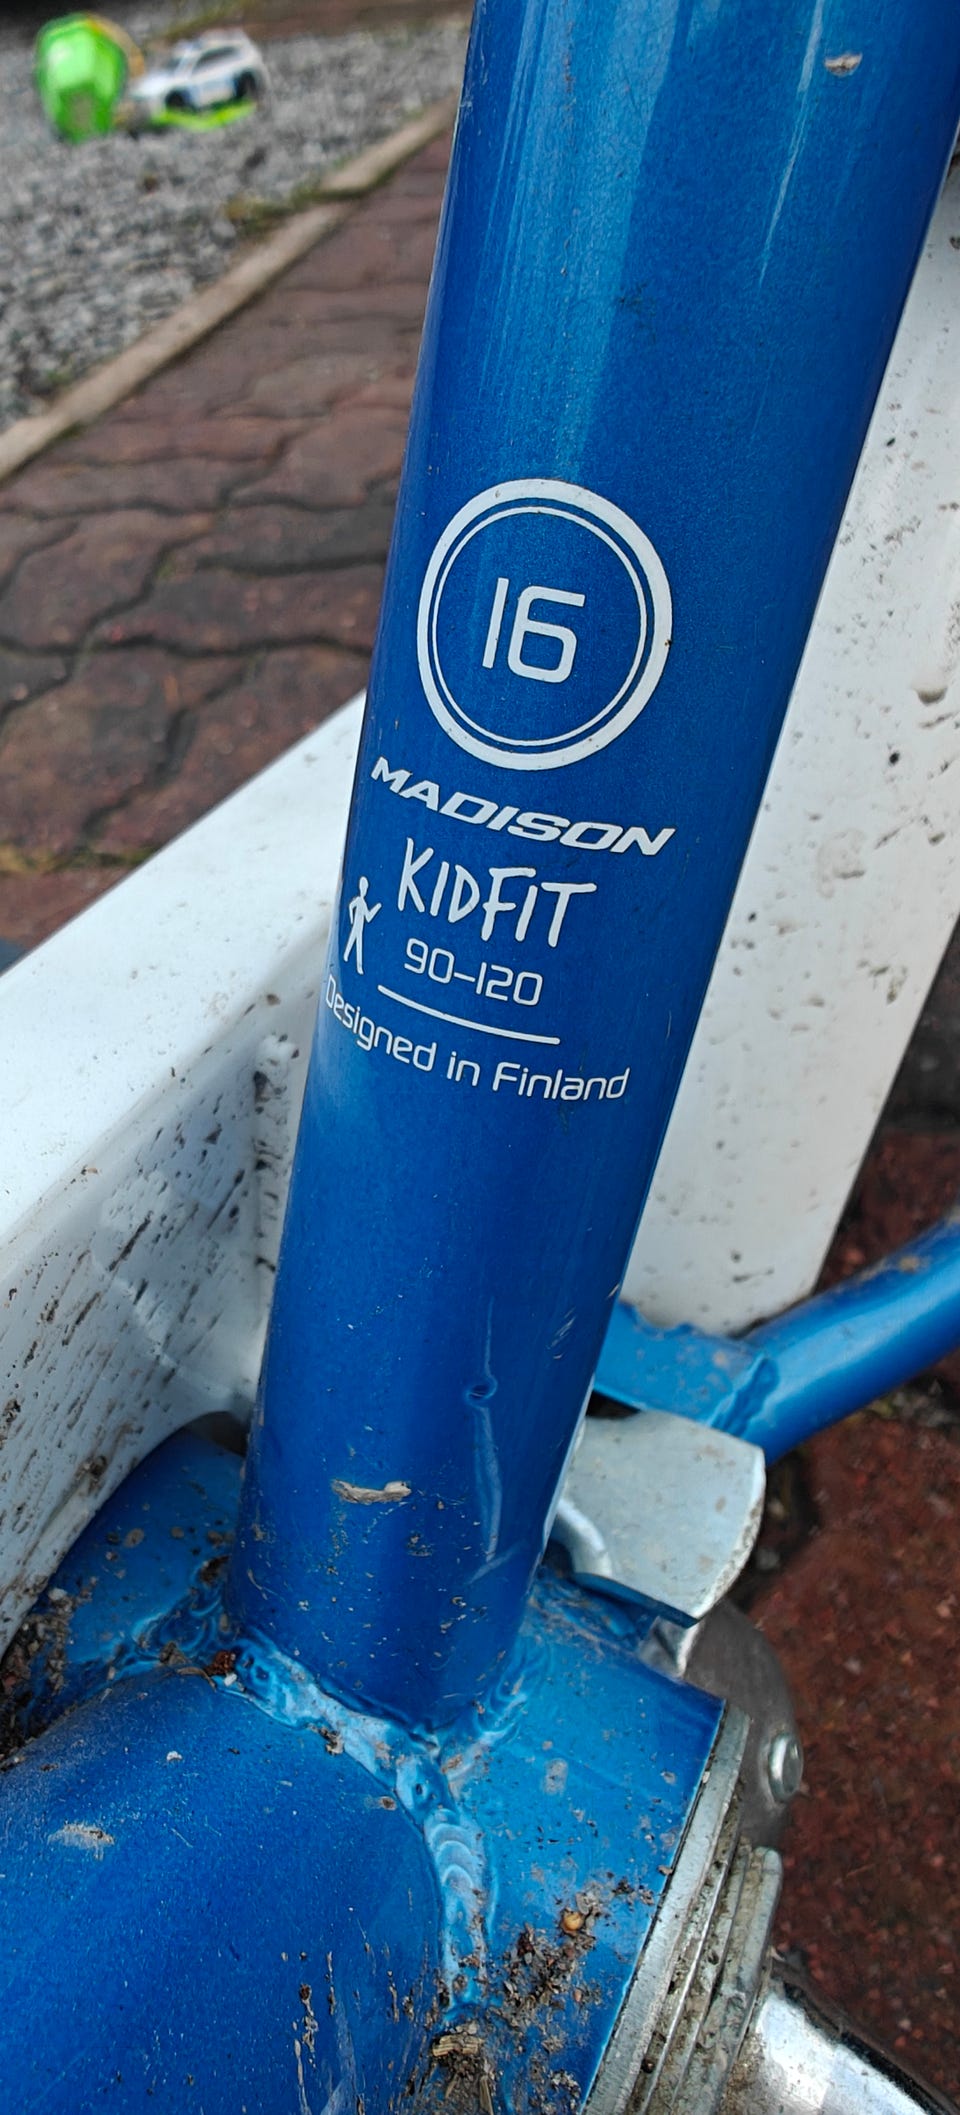 16
MADISON
KIDFIT
90-120
Designed in Finland